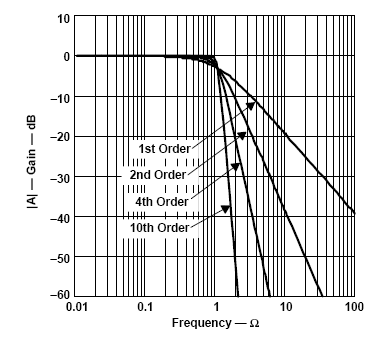 10
0
–10
–20
–30
–40
–50
–60
|A| — Gain — dB
1st Order
2nd Order
4th Order
10th Order
0.01 0.1 1 10 100
Frequency — Ω